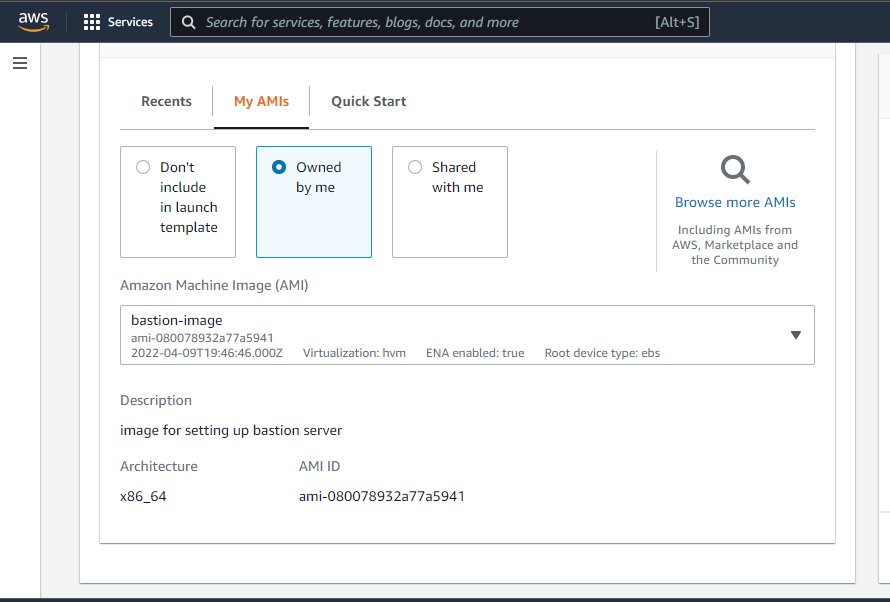 aws
Services
Search for services, features, blogs, docs, and more
[Alt+S]
Recents
My AMIs
Quick Start
Don't
include
in launch
template
Owned
by me
Shared
with me
Browse more AMIs
Including AMIs from
AWS, Marketplace and
the Community
Amazon Machine Image (AMI)
bastion-image
ami-080078932a77a5941
2022-04-09T19:46:46.000Z Virtualization: hvm ENA enabled: true Root device type: ebs
Description
image for setting up bastion server
Architecture AMI ID
x86_64 ami-080078932a77a5941